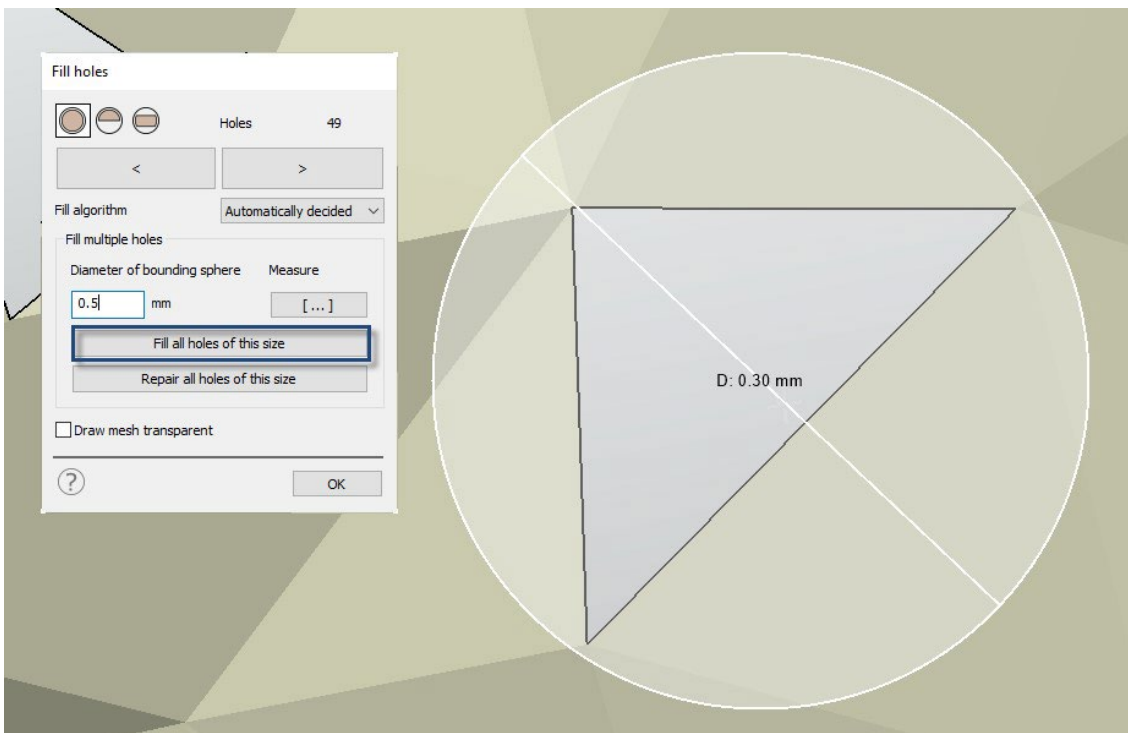 Fill holes
Holes 49
< >
Fill algorithm Automatically decided
Fill multiple holes
Diameter of bounding sphere Measure
0.5 mm [...]
Fill all holes of this size
Repair all holes of this size
Draw mesh transparent
? OK
D: 0.30 mm